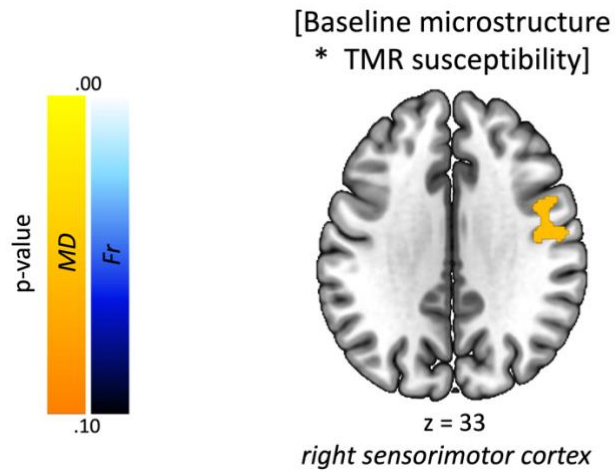 [Baseline microstructure
* TMR susceptibility]
.00
p-value
MD
Fr
.10
z = 33
right sensorimotor cortex